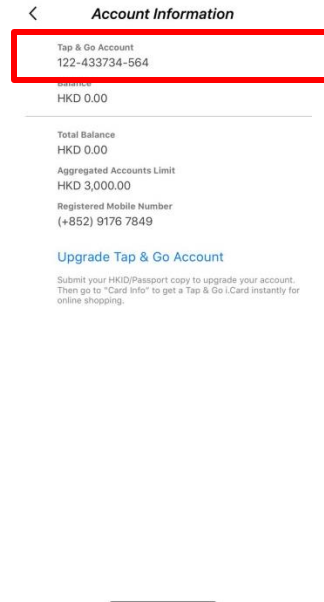 Account Information
Tap & Go Account
122-433734-564
Balance
HKD 0.00
Total Balance
HKD 0.00
Aggregated Accounts Limit
HKD 3,000.00
Registered Mobile Number
(+852) 9176 7849
Upgrade Tap & Go Account
Submit your HKID/Passport copy to upgrade your account.
Then go to "Card Info" to get a Tap & Go i.Card instantly for
online shopping.